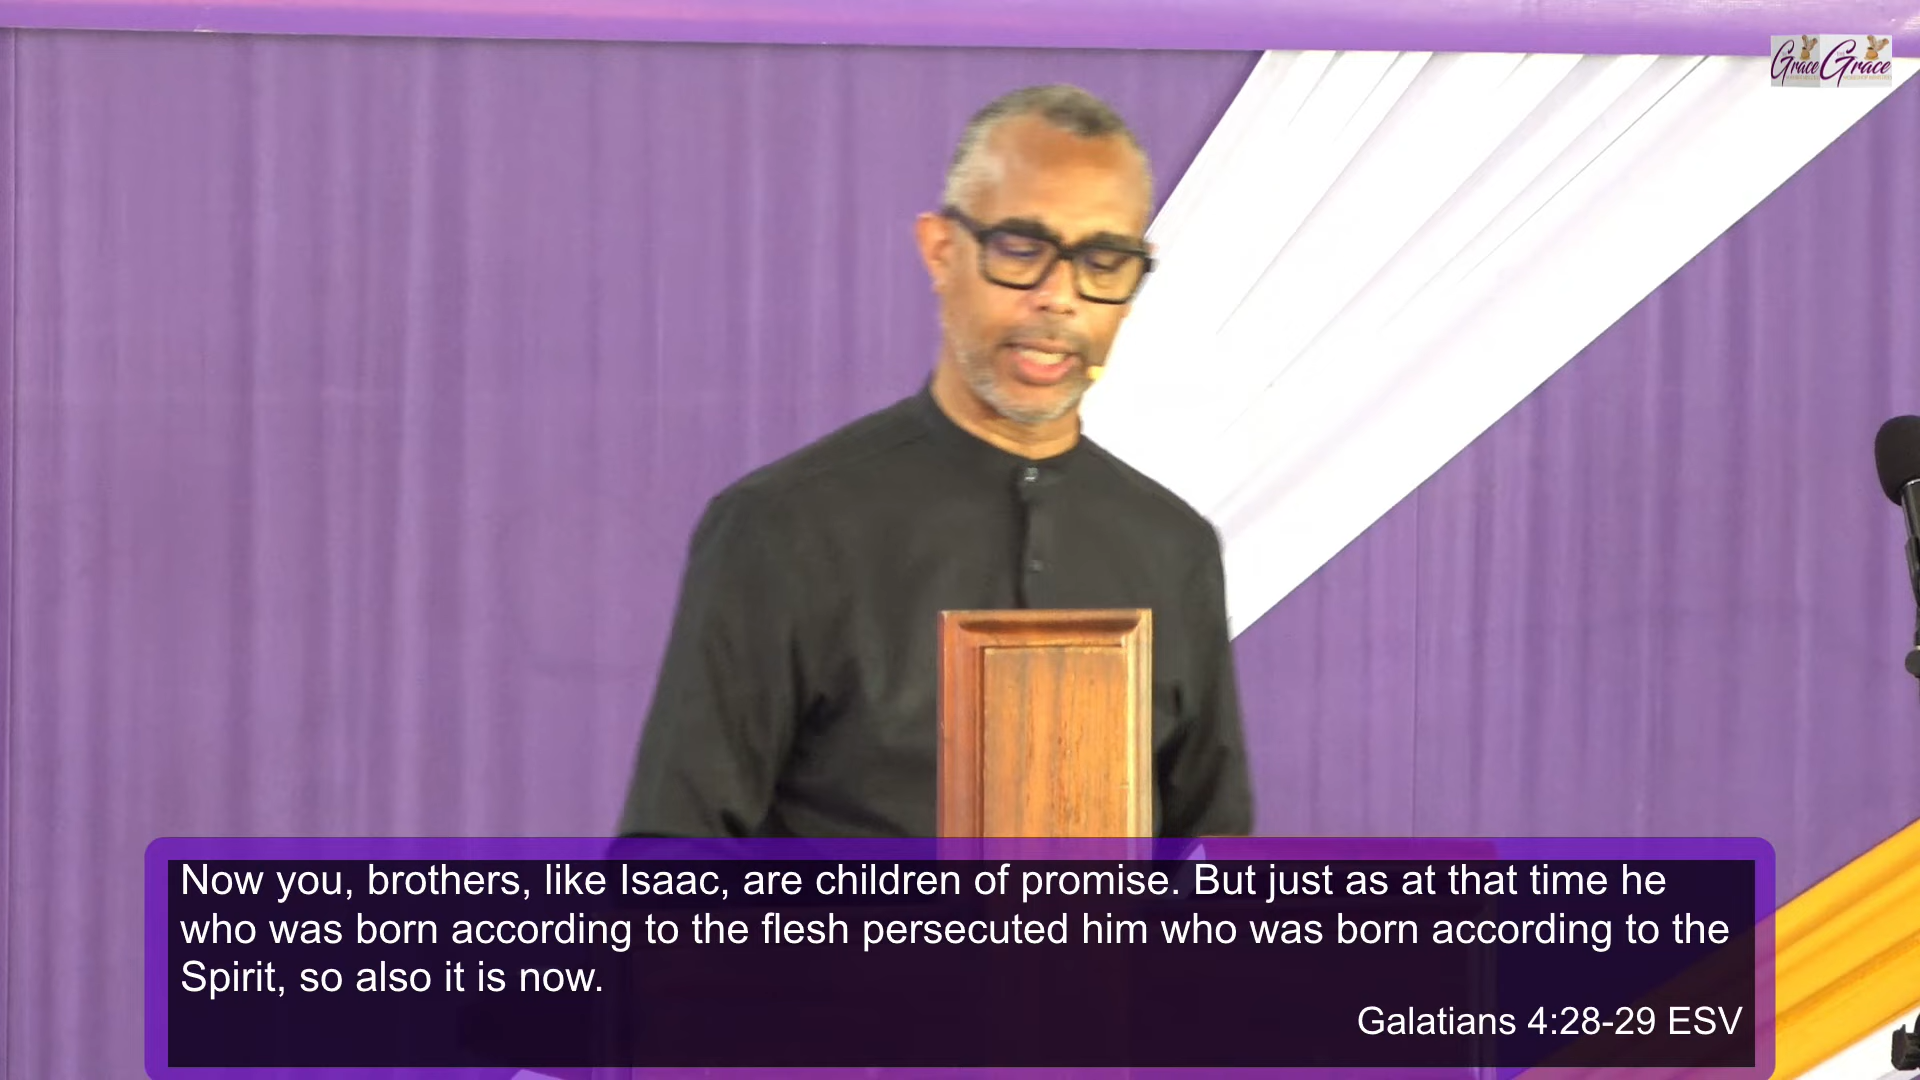 Grace Grace
Now you, brothers, like Isaac, are children of promise. But just as at that time he
who was born according to the flesh persecuted him who was born according to the
Spirit, so also it is now.
Galatians 4:28-29 ESV